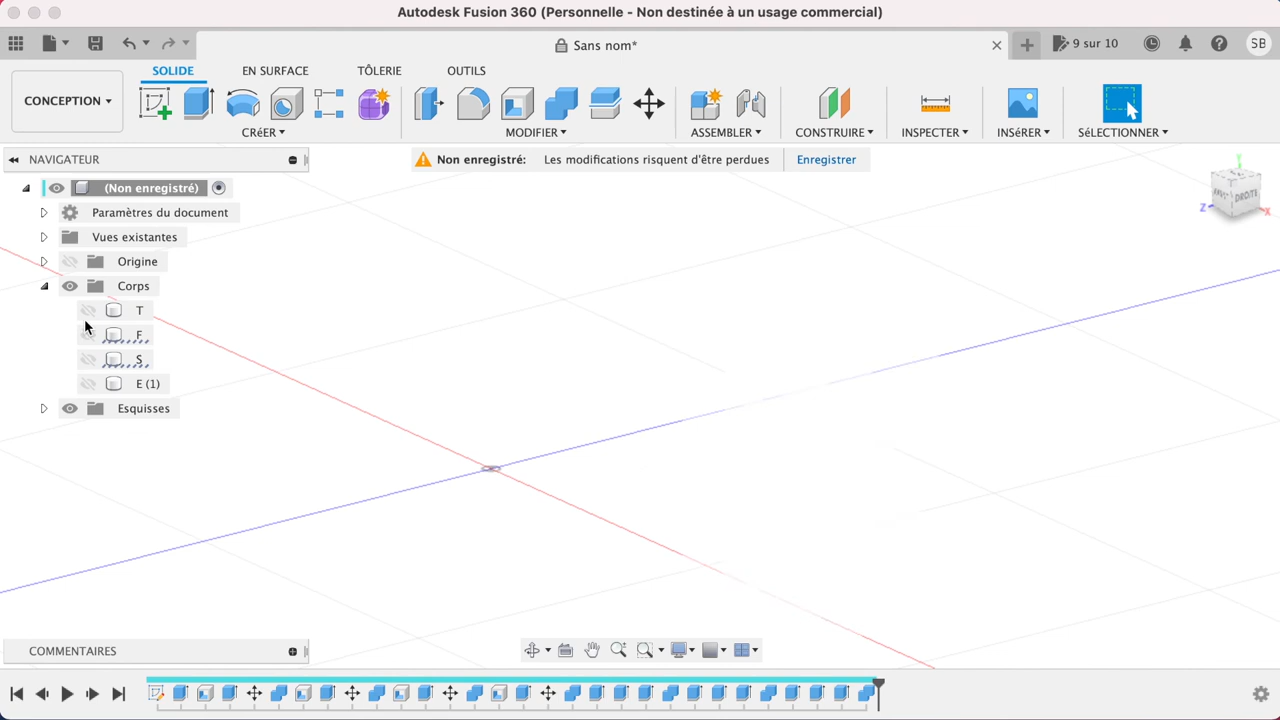 Autodesk Fusion 360 (Personnelle - Non destinée à un usage commercial)
Sans nom*
9 sur 10
SB
SOLIDE
EN SURFACE
TÔLERIE
OUTILS
CONCEPTION
CRéER
MODIFIER
ASSEMBLER
CONSTRUIRE
INSPECTER
INSéRER
SéLECTIONNER
NAVIGATEUR
Non enregistré: Les modifications risquent d'être perdues Enregistrer
(Non enregistré)
Paramètres du document
Vues existantes
Origine
Corps
T
F
S
E (1)
Esquisses
Y
DROITE
Z
X
COMMENTAIRES